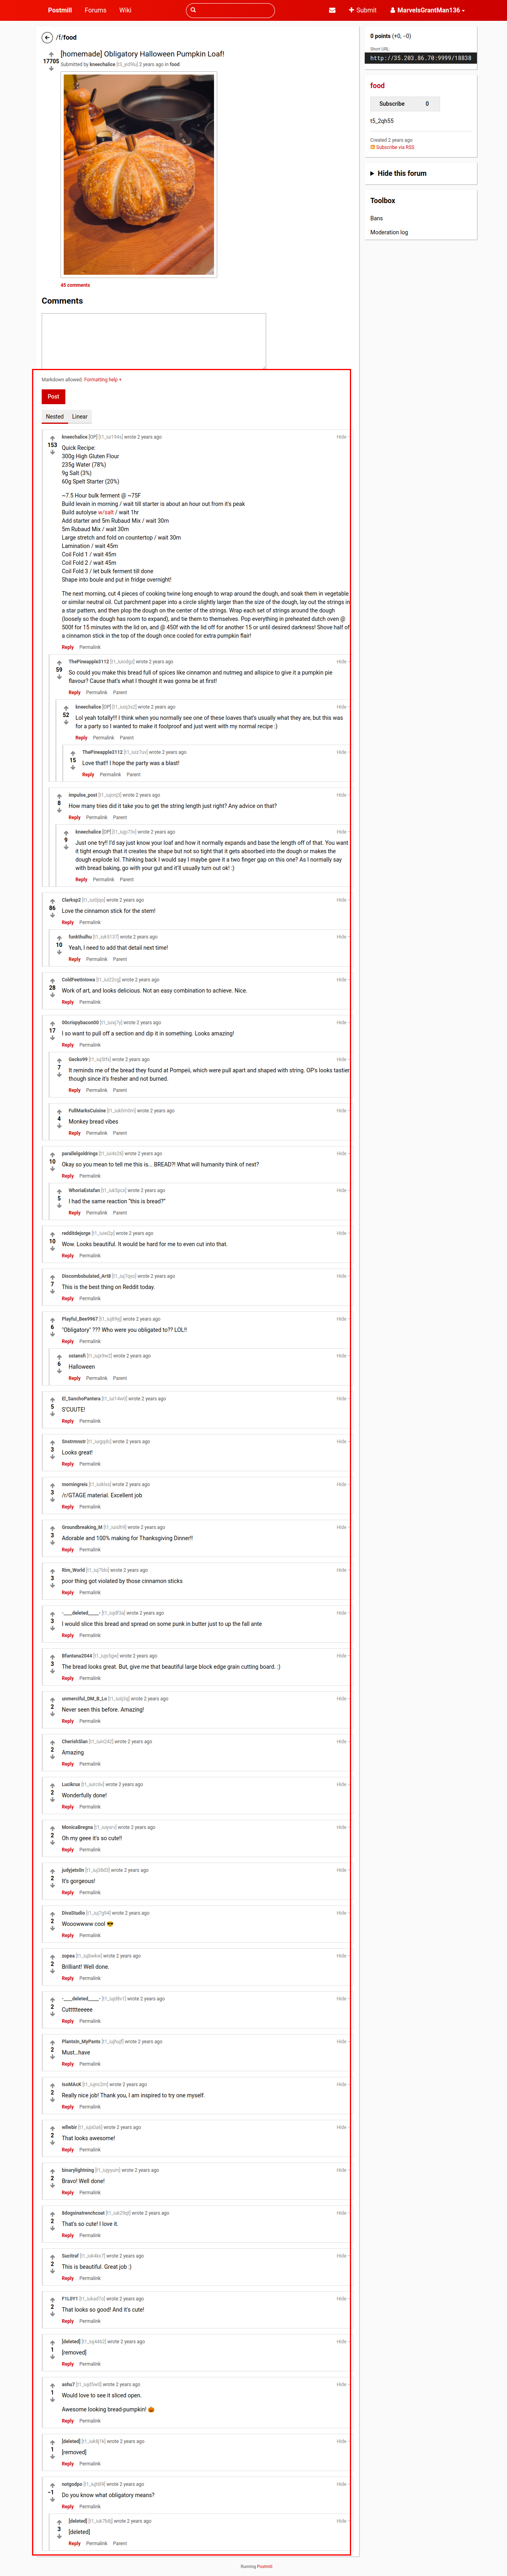 Postmill Forums Wiki Submit MarvelsGrantMan136
/f/food
17705
[homemade] Obligatory Halloween Pumpkin Loaf!
Submitted by kneechalice 2 years ago in food
45 comments
Comments
Markdown allowed. Formatting help +
Post
Nested Linear
153
kneechalice [OP] wrote 2 years ago Hide
Quick Recipe:
300g High Gluten Flour
235g Water (78%)
9g Salt (3%)
60g Spelt Starter (20%)
~7.5 Hour bulk ferment @ ~75F
Build levain in morning / wait till starter is about an hour out from it's peak
Build autolyse w/salt / wait 1hr
Add starter and 5m Rubaud Mix / wait 30m
5m Rubaud Mix / wait 30m
Large stretch and fold on countertop / wait 30m
Lamination / wait 45m
Coil Fold 1 / wait 45m
Coil Fold 2 / wait 45m
Coil Fold 3 / let bulk ferment till done
Shape into boule and put in fridge overnight!
The next morning, cut 4 pieces of cooking twine long enough to wrap around the dough, and soak them in vegetable
or similar neutral oil. Cut parchment paper into a circle slightly larger than the size of the dough, lay out the strings in
a star pattern, and then plop the dough on the center of the strings. Wrap each set of strings around the dough
(loosely so the dough has room to expand), and tie them to themselves. Pop everything in preheated dutch oven @
500f for 15 minutes with the lid on, and @ 450f with the lid off for another 15 or until desired darkness! Shove half of
a cinnamon stick in the top of the dough once cooled for extra pumpkin flair!
Reply Permalink
59
ThePineapple3112 wrote 2 years ago Hide
So could you make this bread full of spices like cinnamon and nutmeg and allspice to give it a pumpkin pie
flavour? Cause that's what I thought it was gonna be at first!
Reply Permalink Parent
52
kneechalice [OP] wrote 2 years ago Hide
Lol yeah totally!!! I think when you normally see one of these loaves that's usually what they are, but this was
for a party so I wanted to make it foolproof and just went with my normal recipe :)
Reply Permalink Parent
15
ThePineapple3112 wrote 2 years ago Hide
Love that!! I hope the party was a blast!
Reply Permalink Parent
8
impulse_post wrote 2 years ago Hide
How many tries did it take you to get the string length just right? Any advice on that?
Reply Permalink Parent
9
kneechalice [OP] wrote 2 years ago Hide
Just one try!! I'd say just know your loaf and how it normally expands and base the length off of that. You want
it tight enough that it creates the shape but not so tight that it gets absorbed into the dough or makes the
dough explode lol. Thinking back I would say I maybe gave it a two finger gap on this one? As I normally say
with bread baking, go with your gut and it'll usually turn out ok! :)
Reply Permalink Parent
86
Clarksp2 wrote 2 years ago Hide
Love the cinnamon stick for the stem!
Reply Permalink
10
funkthulhu wrote 2 years ago Hide
Yeah, I need to add that detail next time!
Reply Permalink Parent
28
ColdFeetInIowa wrote 2 years ago Hide
Work of art, and looks delicious. Not an easy combination to achieve. Nice.
Reply Permalink
17
00crispybacon00 wrote 2 years ago Hide
I so want to pull off a section and dip it in something. Looks amazing!
Reply Permalink
7
Gecko99 wrote 2 years ago Hide
It reminds me of the bread they found at Pompeii, which were pull apart and shaped with string. OP's looks tastier
though since it's fresher and not burned.
Reply Permalink Parent
4
FullMarksCuisine wrote 2 years ago Hide
Monkey bread vibes
Reply Permalink Parent
10
parallelgoldrings wrote 2 years ago Hide
Okay so you mean to tell me this is... BREAD?! What will humanity think of next?
Reply Permalink
5
WhoriaEstafan wrote 2 years ago Hide
I had the same reaction "this is bread?"
Reply Permalink Parent
10
redditdejorge wrote 2 years ago Hide
Wow. Looks beautiful. It would be hard for me to even cut into that.
Reply Permalink
7
Discombobulated_Art8 wrote 2 years ago Hide
This is the best thing on Reddit today.
Reply Permalink
6
Playful_Bee9967 wrote 2 years ago Hide
"Obligatory" ??? Who were you obligated to?? LOL!!
Reply Permalink
6
ostansfi wrote 2 years ago Hide
Halloween
Reply Permalink Parent
5
El_SanchoPantera wrote 2 years ago Hide
S'CUUTE!
Reply Permalink
3
Snstrmnstr wrote 2 years ago Hide
Looks great!
Reply Permalink
3
morningreis wrote 2 years ago Hide
/r/GTAGE material. Excellent job
Reply Permalink
3
Groundbreaking_M wrote 2 years ago Hide
Adorable and 100% making for Thanksgiving Dinner!!
Reply Permalink
3
Rim_World wrote 2 years ago Hide
poor thing got violated by those cinnamon sticks
Reply Permalink
3
-___deleted____- wrote 2 years ago Hide
I would slice this bread and spread on some punk in butter just to up the fall ante
Reply Permalink
3
Bfantana2044 wrote 2 years ago Hide
The bread looks great. But, give me that beautiful large block edge grain cutting board. :)
Reply Permalink
2
unmerciful_DM_B_Lo wrote 2 years ago Hide
Never seen this before. Amazing!
Reply Permalink
2
CherishSlan wrote 2 years ago Hide
Amazing
Reply Permalink
2
Lucikrux wrote 2 years ago Hide
Wonderfully done!
Reply Permalink
2
MonicaBregna wrote 2 years ago Hide
Oh my geee it's so cute!!
Reply Permalink
2
judyjets0n wrote 2 years ago Hide
It's gorgeous!
Reply Permalink
2
DivaStudio wrote 2 years ago Hide
Wooowwww cool 😎
Reply Permalink
2
zopea wrote 2 years ago Hide
Brilliant! Well done.
Reply Permalink
2
-___deleted____- wrote 2 years ago Hide
Cuttttteeeee
Reply Permalink
2
PlantsIn_MyPants wrote 2 years ago Hide
Must...have
Reply Permalink
2
IsoMAcK wrote 2 years ago Hide
Really nice job! Thank you, I am inspired to try one myself.
Reply Permalink
2
wllebir wrote 2 years ago Hide
That looks awesome!
Reply Permalink
2
binarylightning wrote 2 years ago Hide
Bravo! Well done!
Reply Permalink
2
8dogsinatrenchcoat wrote 2 years ago Hide
That's so cute! I love it.
Reply Permalink
2
Sucitraf wrote 2 years ago Hide
This is beautiful. Great job :)
Reply Permalink
2
F1L0Y1 wrote 2 years ago Hide
That looks so good! And it's cute!
Reply Permalink
1
[deleted] wrote 2 years ago Hide
[removed]
Reply Permalink
1
ashu7 wrote 2 years ago Hide
Would love to see it sliced open.
Awesome looking bread-pumpkin! 🎃
Reply Permalink
1
[deleted] wrote 2 years ago Hide
[removed]
Reply Permalink
-1
notgodpo wrote 2 years ago Hide
Do you know what obligatory means?
Reply Permalink
3
[deleted] wrote 2 years ago Hide
[deleted]
Reply Permalink Parent
0 points (+0, -0)
Short URL
http://35.203.86.70:9999/18838
food
Subscribe 0
t5_2qh55
Created 2 years ago
Subscribe via RSS
Hide this forum
Toolbox
Bans
Moderation log
Running Postmill